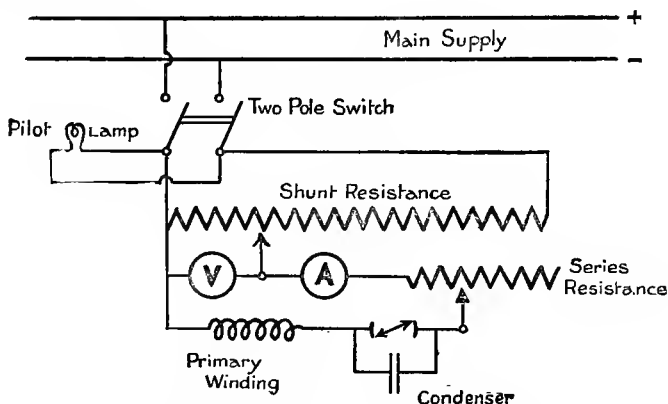 +
Main Supply
−
Two Pole Switch
Pilot Lamp
Shunt Resistance
V
A
Series
Resistance
Primary
Winding
Condenser